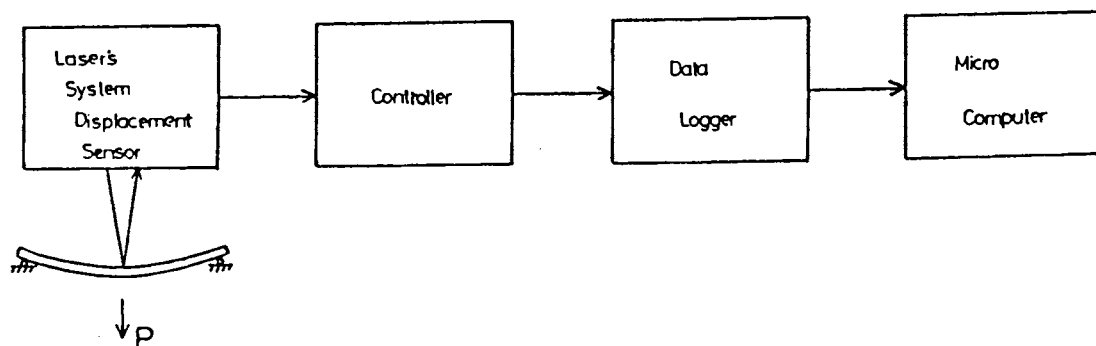 Laser's
System
Displacement
Sensor
Controller
Data
Logger
Micro
Computer
P